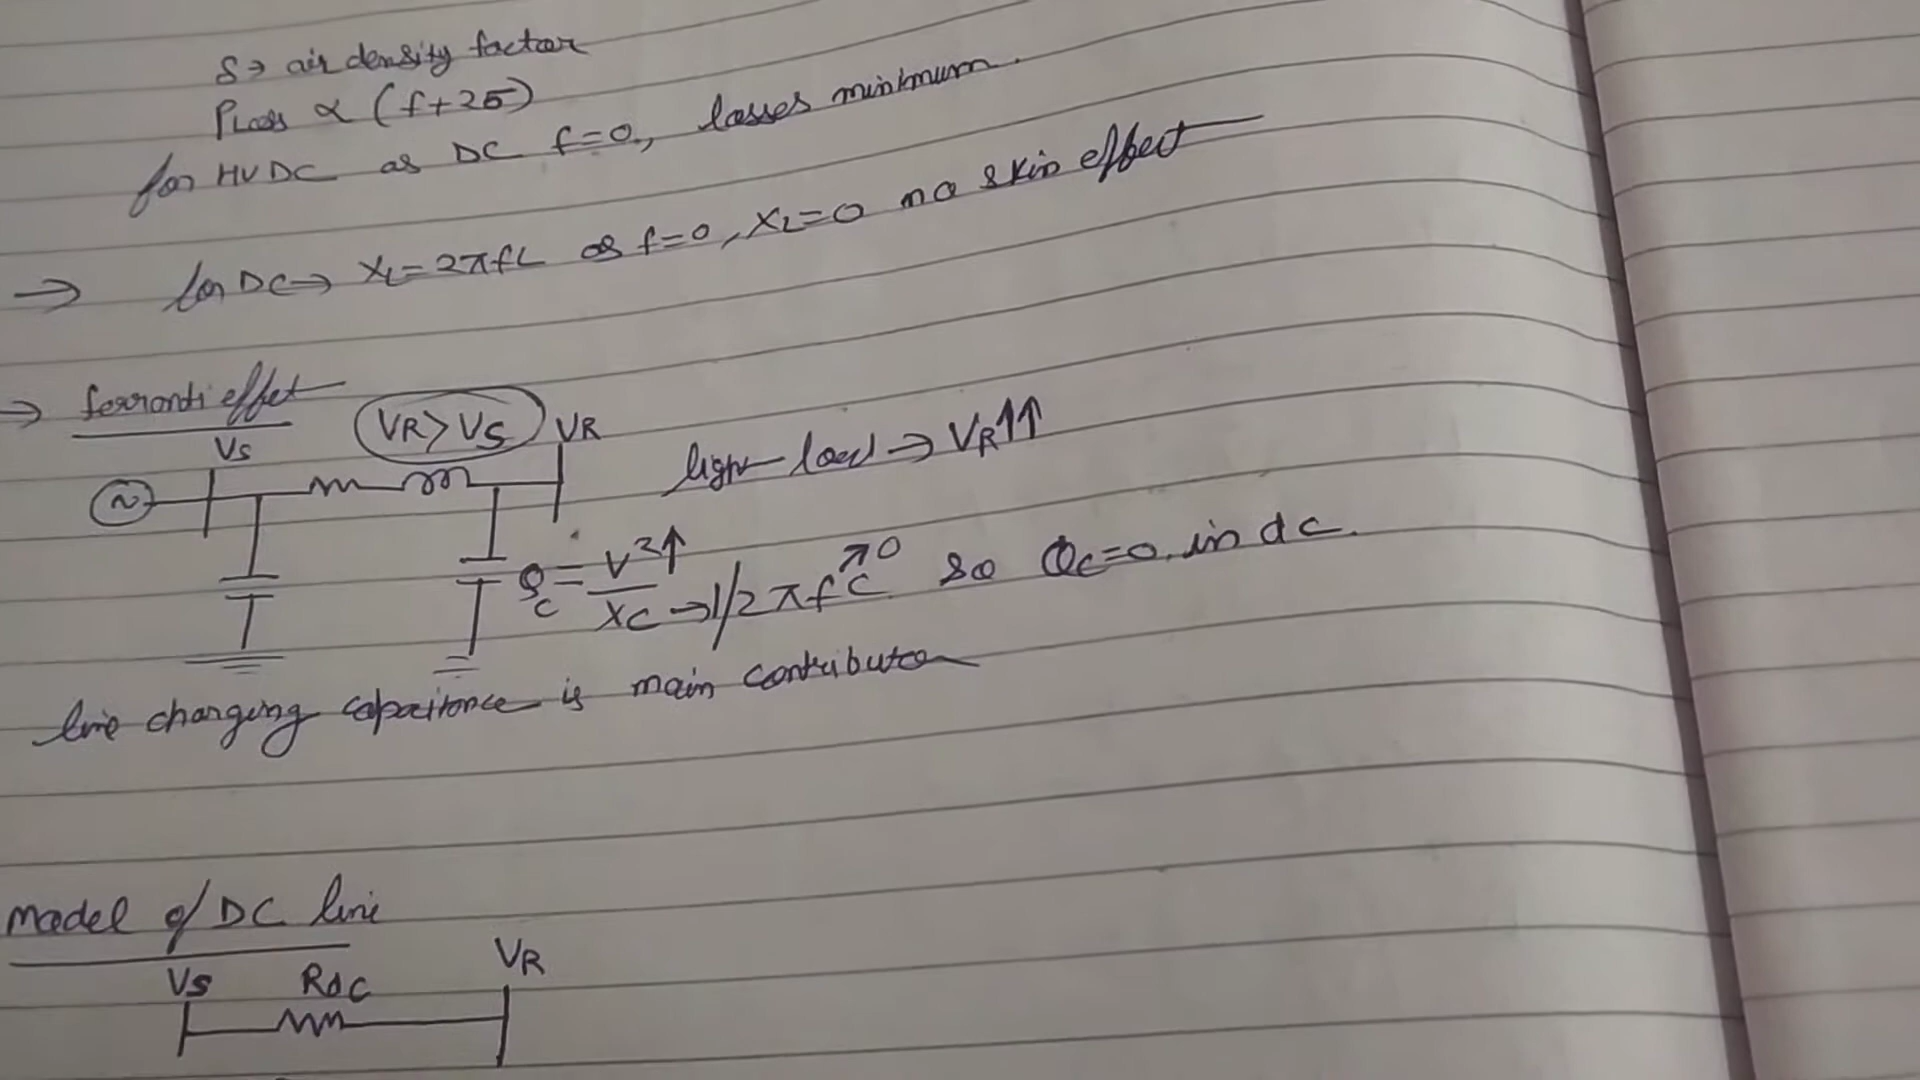 δ → air density factor
PLoss ∝ (f+25)
for HVDC as DC f=0, losses minimum.
→ for DC → XL=2πfL as f=0, XL=0 no skin effect
→ ferranti effect
Vs VR>VS VR
light load → VR↑↑
Qc = V²↑ / Xc → 1/2πfC ↗0 so Qc=0 in dc.
line charging capacitance is main contributor
Model of DC line
Vs Rdc VR